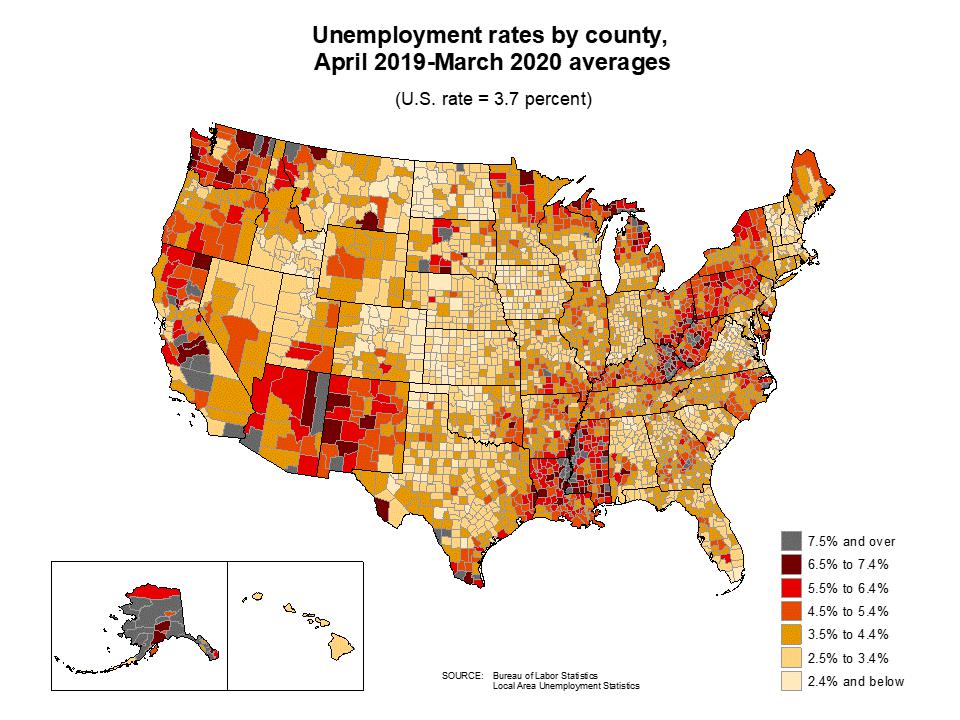 Unemployment rates by county,
April 2019-March 2020 averages
(U.S. rate = 3.7 percent)
7.5% and over
6.5% to 7.4%
5.5% to 6.4%
4.5% to 5.4%
3.5% to 4.4%
2.5% to 3.4%
2.4% and below
SOURCE: Bureau of Labor Statistics
Local Area Unemployment Statistics